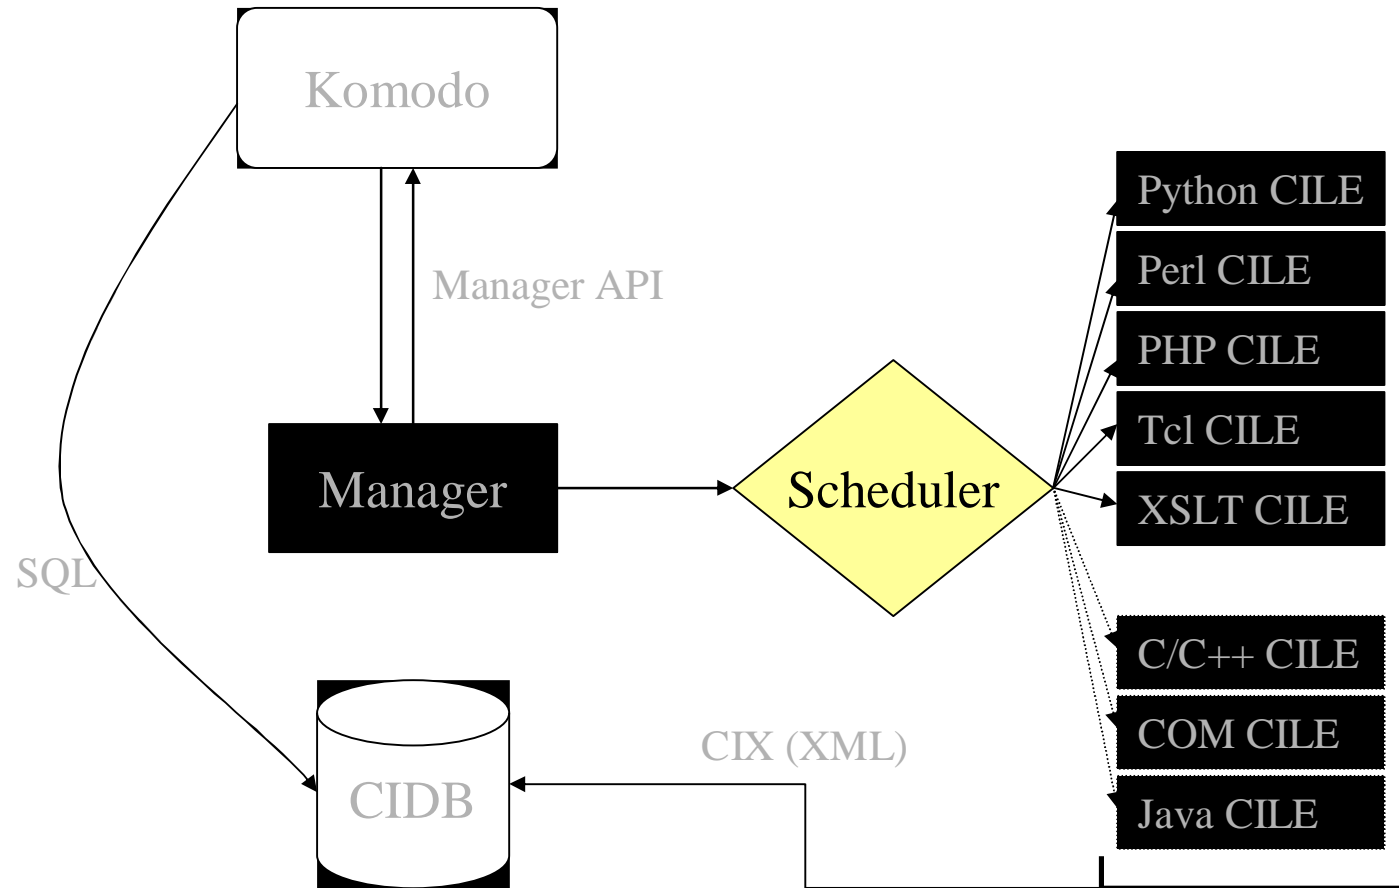 Komodo
Python CILE
Perl CILE
Manager API
PHP CILE
Tcl CILE
Manager
Scheduler
XSLT CILE
SQL
C/C++ CILE
COM CILE
CIX (XML)
CIDB
Java CILE